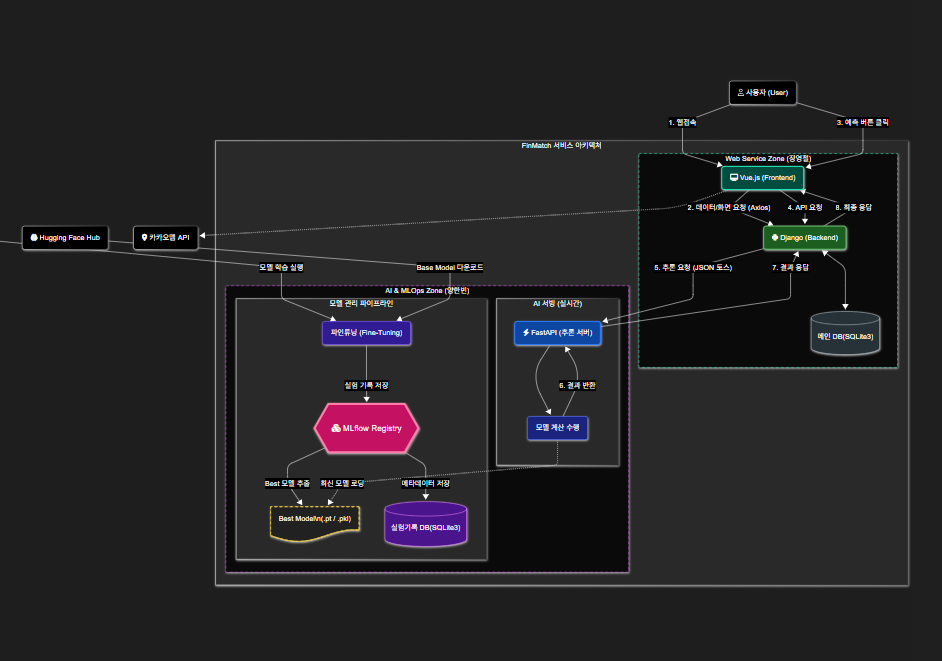 사용자 (User)
1. 웹접속
3. 예측 버튼 클릭
FinMatch 서비스 아키텍처
Web Service Zone (장영철)
Vue.js (Frontend)
2. 데이터/화면 요청 (Axios)
4. API 요청
8. 최종 응답
Hugging Face Hub
카카오맵 API
Django (Backend)
모델 학습 실행
Base Model 다운로드
5. 추론 요청 (JSON 토스)
7. 결과 응답
AI & MLOps Zone (양한빈)
모델 관리 파이프라인
AI 서빙 (실시간)
파인튜닝 (Fine-Tuning)
FastAPI (추론 서버)
메인 DB(SQLite3)
실험 기록 저장
6. 결과 반환
MLflow Registry
모델 계산 수행
Best 모델 추출
최신 모델 로딩
메타데이터 저장
Best Model\n(.pt / .pkl)
실험기록 DB(SQLite3)